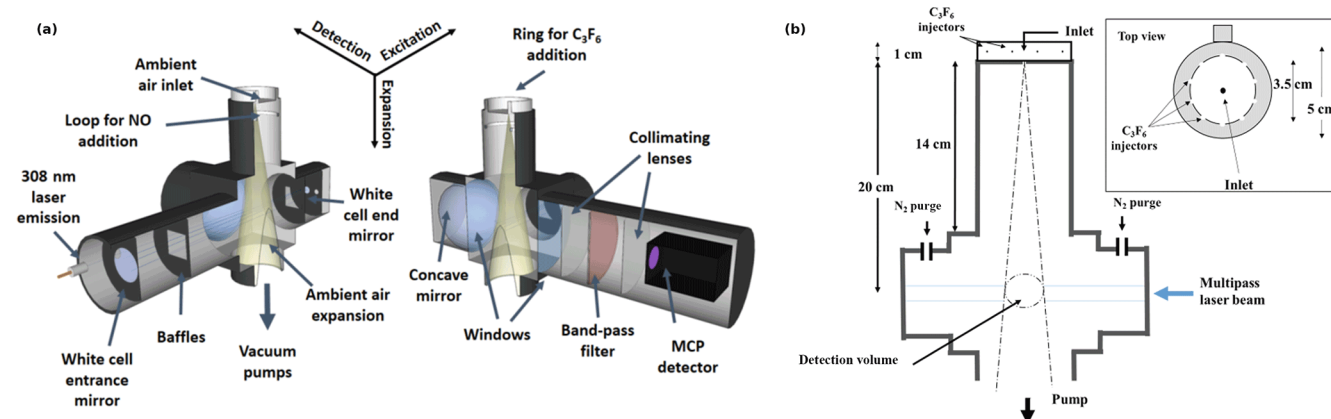 (a)
Detection
Excitation
Expansion
Ambient
air inlet
Loop for NO
addition
308 nm
laser
emission
White cell
entrance
mirror
Baffles
Vacuum
pumps
Ambient air
expansion
White
cell end
mirror
Ring for C₃F₆
addition
Collimating
lenses
Concave
mirror
Windows
Band-pass
filter
MCP
detector
(b)
C₃F₆
injectors
Inlet
1 cm
14 cm
20 cm
N₂ purge
N₂ purge
Multipass
laser beam
Detection volume
Pump
Top view
3.5 cm
5 cm
C₃F₆
injectors
Inlet